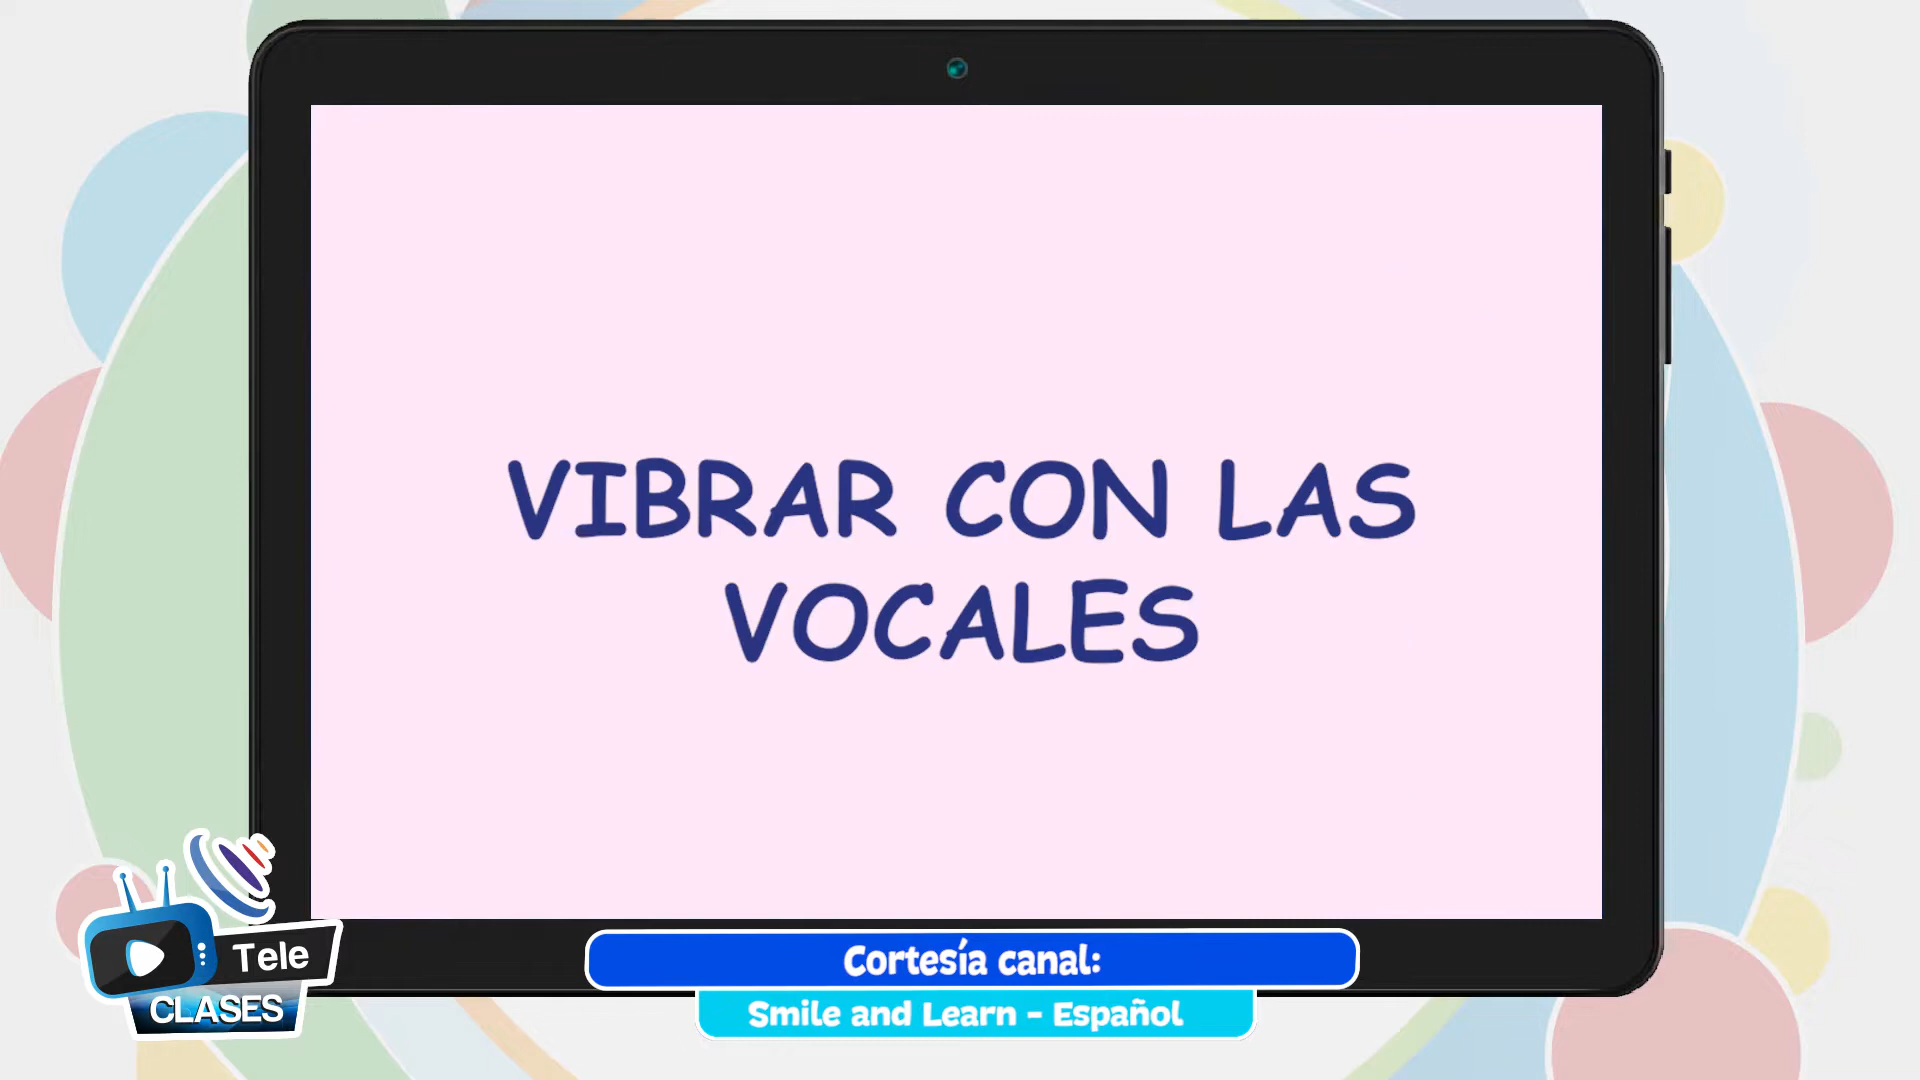 VIBRAR CON LAS
VOCALES
Tele
CLASES
Cortesía canal:
Smile and Learn - Español